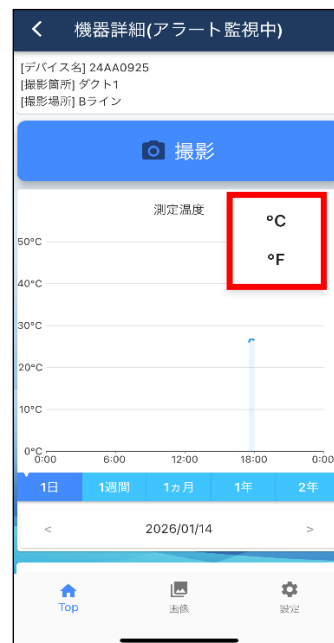 機器詳細(アラート監視中)
[デバイス名] 24AA0925
[撮影箇所] ダクト1
[撮影場所] Bライン
撮影
測定温度
°C
°F
50°C
40°C
30°C
20°C
10°C
0°C
0:00 6:00 12:00 18:00 0:00
1日 1週間 1カ月 1年 2年
< 2026/01/14 >
Top 画像 設定